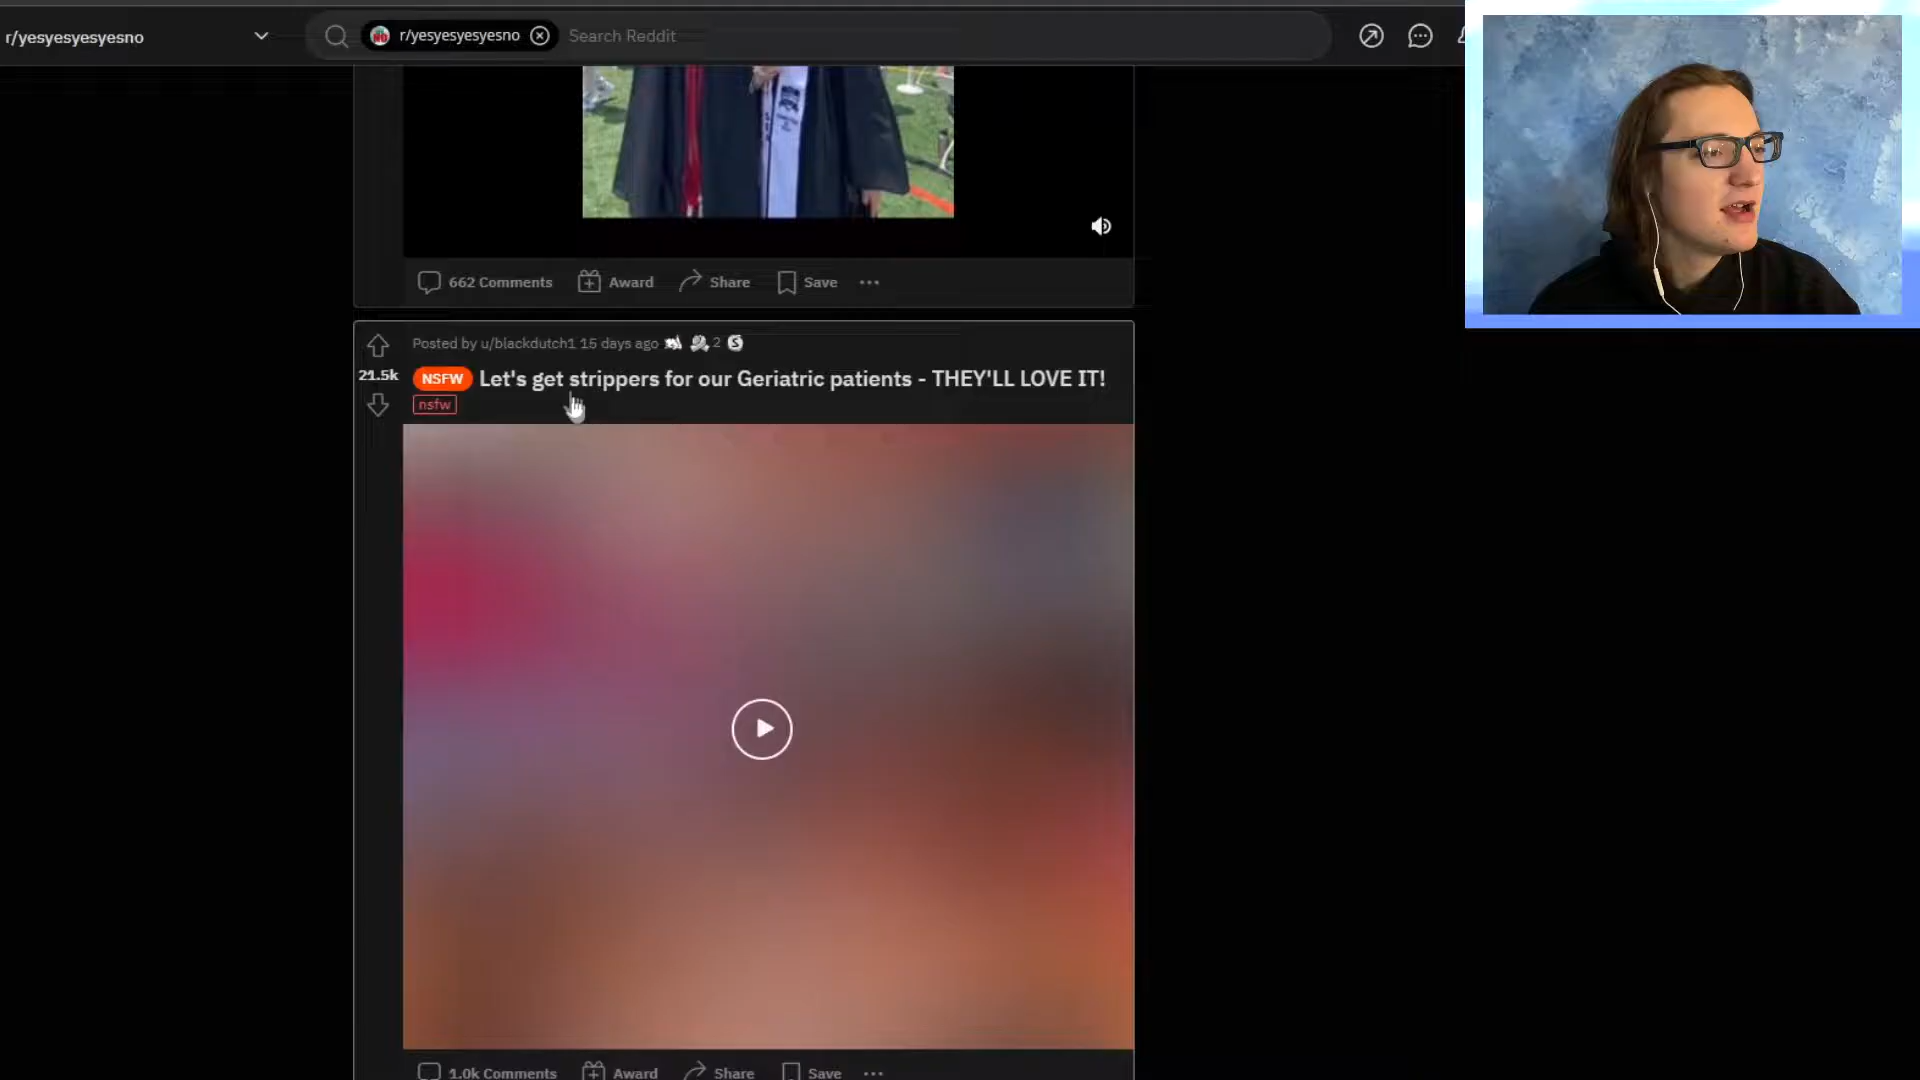 r/yesyesyesyesno
r/yesyesyesyesno Search Reddit
662 Comments Award Share Save
Posted by u/blackdutch1 15 days ago 2
21.5k
NSFW Let's get strippers for our Geriatric patients - THEY'LL LOVE IT!
nsfw
1.0k Comments Award Share Save